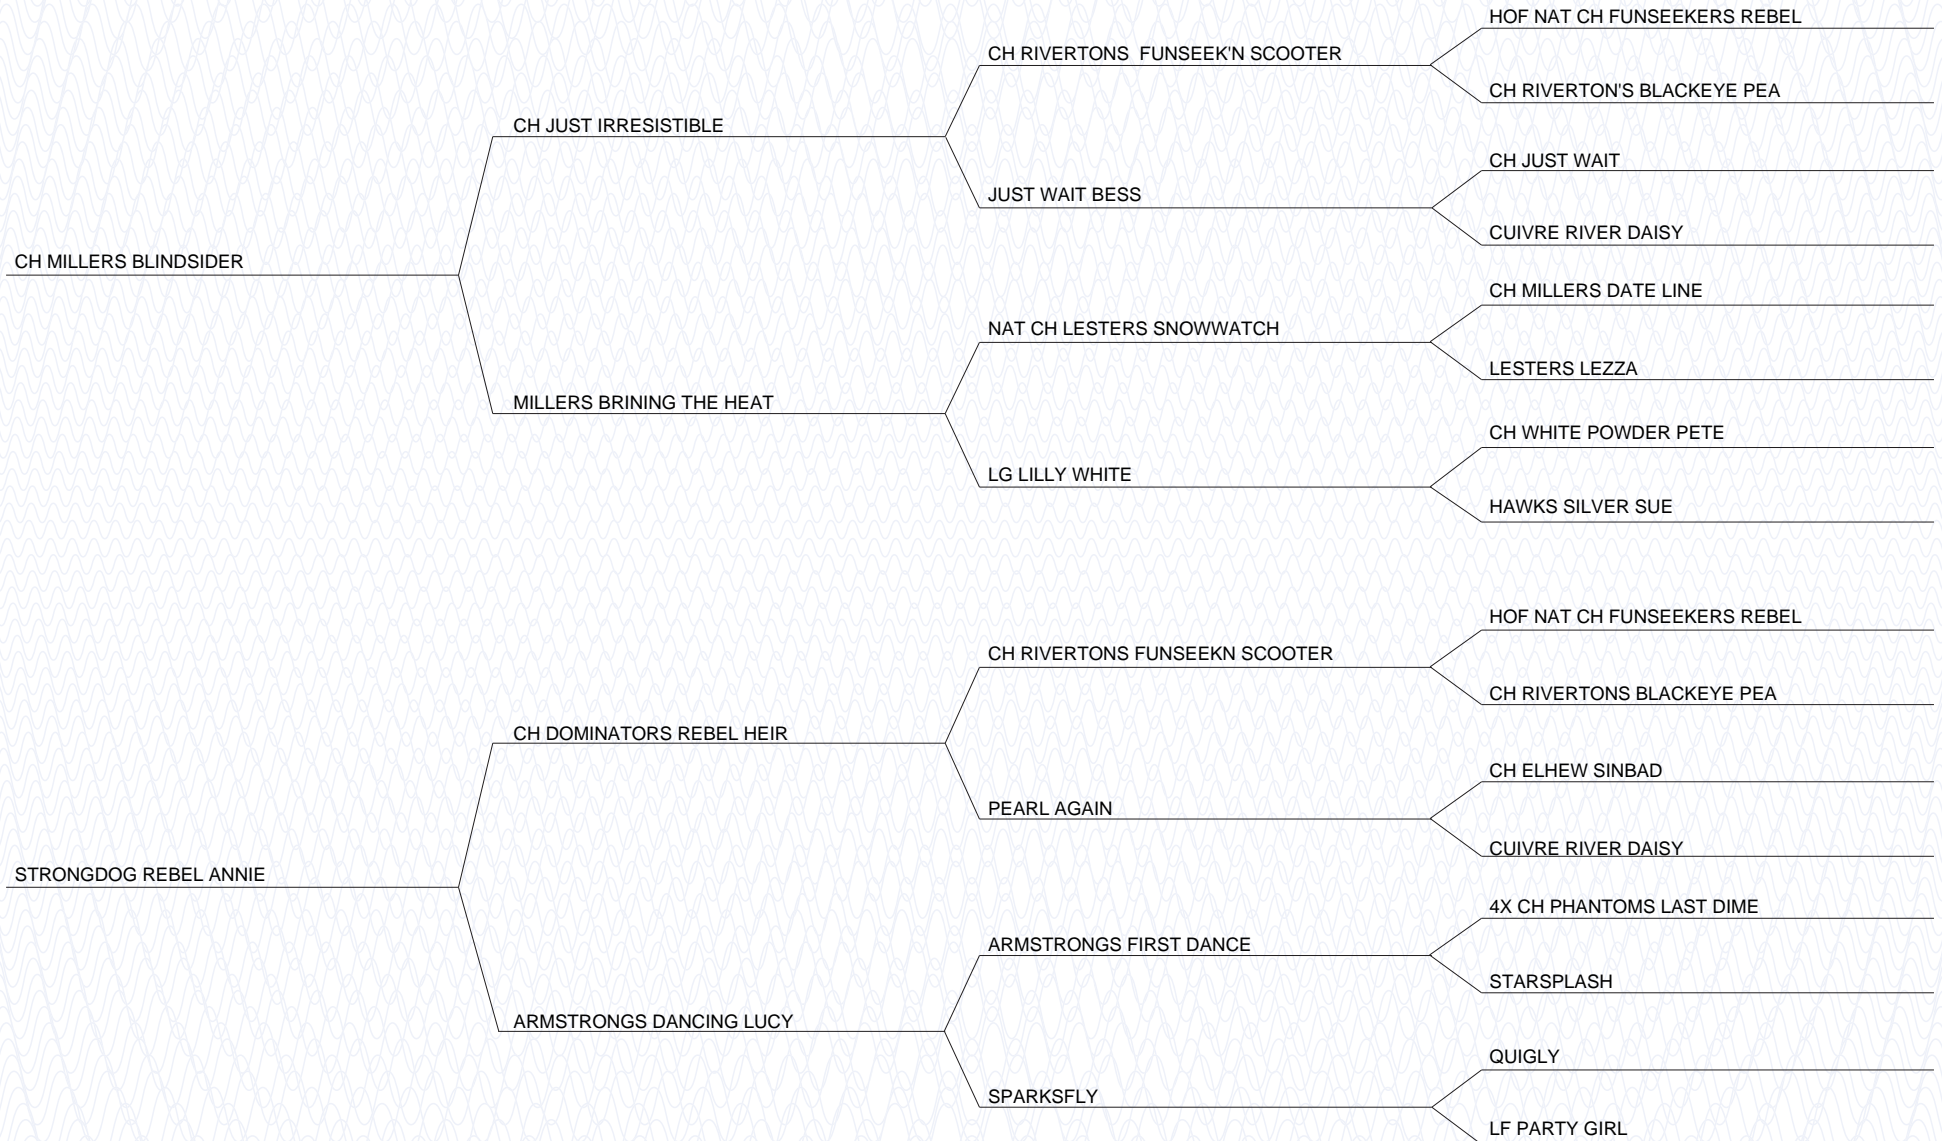 HOF NAT CH FUNSEEKERS REBEL
CH RIVERTONS  FUNSEEK'N SCOOTER
CH RIVERTON'S BLACKEYE PEA
CH JUST IRRESISTIBLE
CH JUST WAIT
JUST WAIT BESS
CUIVRE RIVER DAISY
CH MILLERS BLINDSIDER
CH MILLERS DATE LINE
NAT CH LESTERS SNOWWATCH
LESTERS LEZZA
MILLERS BRINING THE HEAT
CH WHITE POWDER PETE
LG LILLY WHITE
HAWKS SILVER SUE
HOF NAT CH FUNSEEKERS REBEL
CH RIVERTONS FUNSEEKN SCOOTER
CH RIVERTONS BLACKEYE PEA
CH DOMINATORS REBEL HEIR
CH ELHEW SINBAD
PEARL AGAIN
CUIVRE RIVER DAISY
STRONGDOG REBEL ANNIE
4X CH PHANTOMS LAST DIME
ARMSTRONGS FIRST DANCE
STARSPLASH
ARMSTRONGS DANCING LUCY
QUIGLY
SPARKSFLY
LF PARTY GIRL